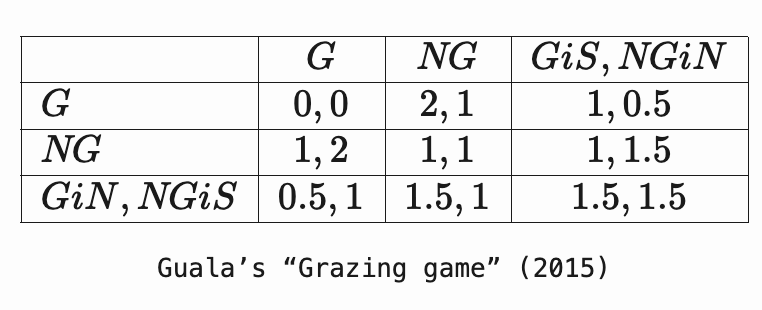 G NG GiS, NGiN
G 0, 0 2, 1 1, 0.5
NG 1, 2 1, 1 1, 1.5
GiN, NGiS 0.5, 1 1.5, 1 1.5, 1.5
Guala’s “Grazing game” (2015)